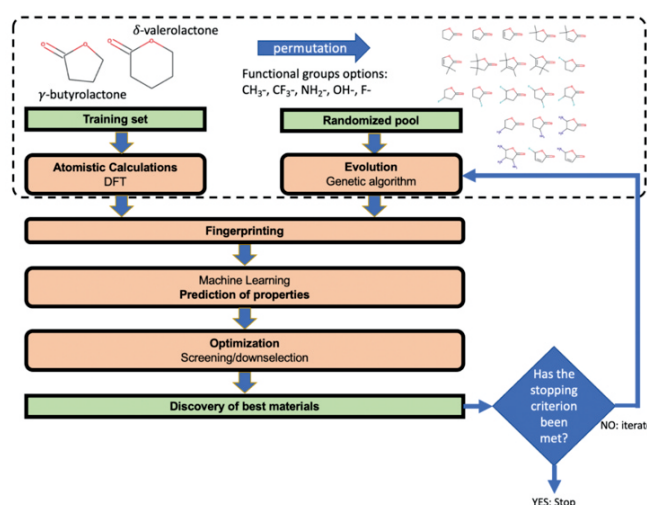 δ-valerolactone
γ-butyrolactone
permutation
Functional groups options:
CH₃-, CF₃-, NH₂-, OH-, F-
Training set
Randomized pool
Atomistic Calculations
DFT
Evolution
Genetic algorithm
Fingerprinting
Machine Learning
Prediction of properties
Optimization
Screening/downselection
Discovery of best materials
Has the
stopping
criterion
been
met?
NO: iterate
YES: Stop